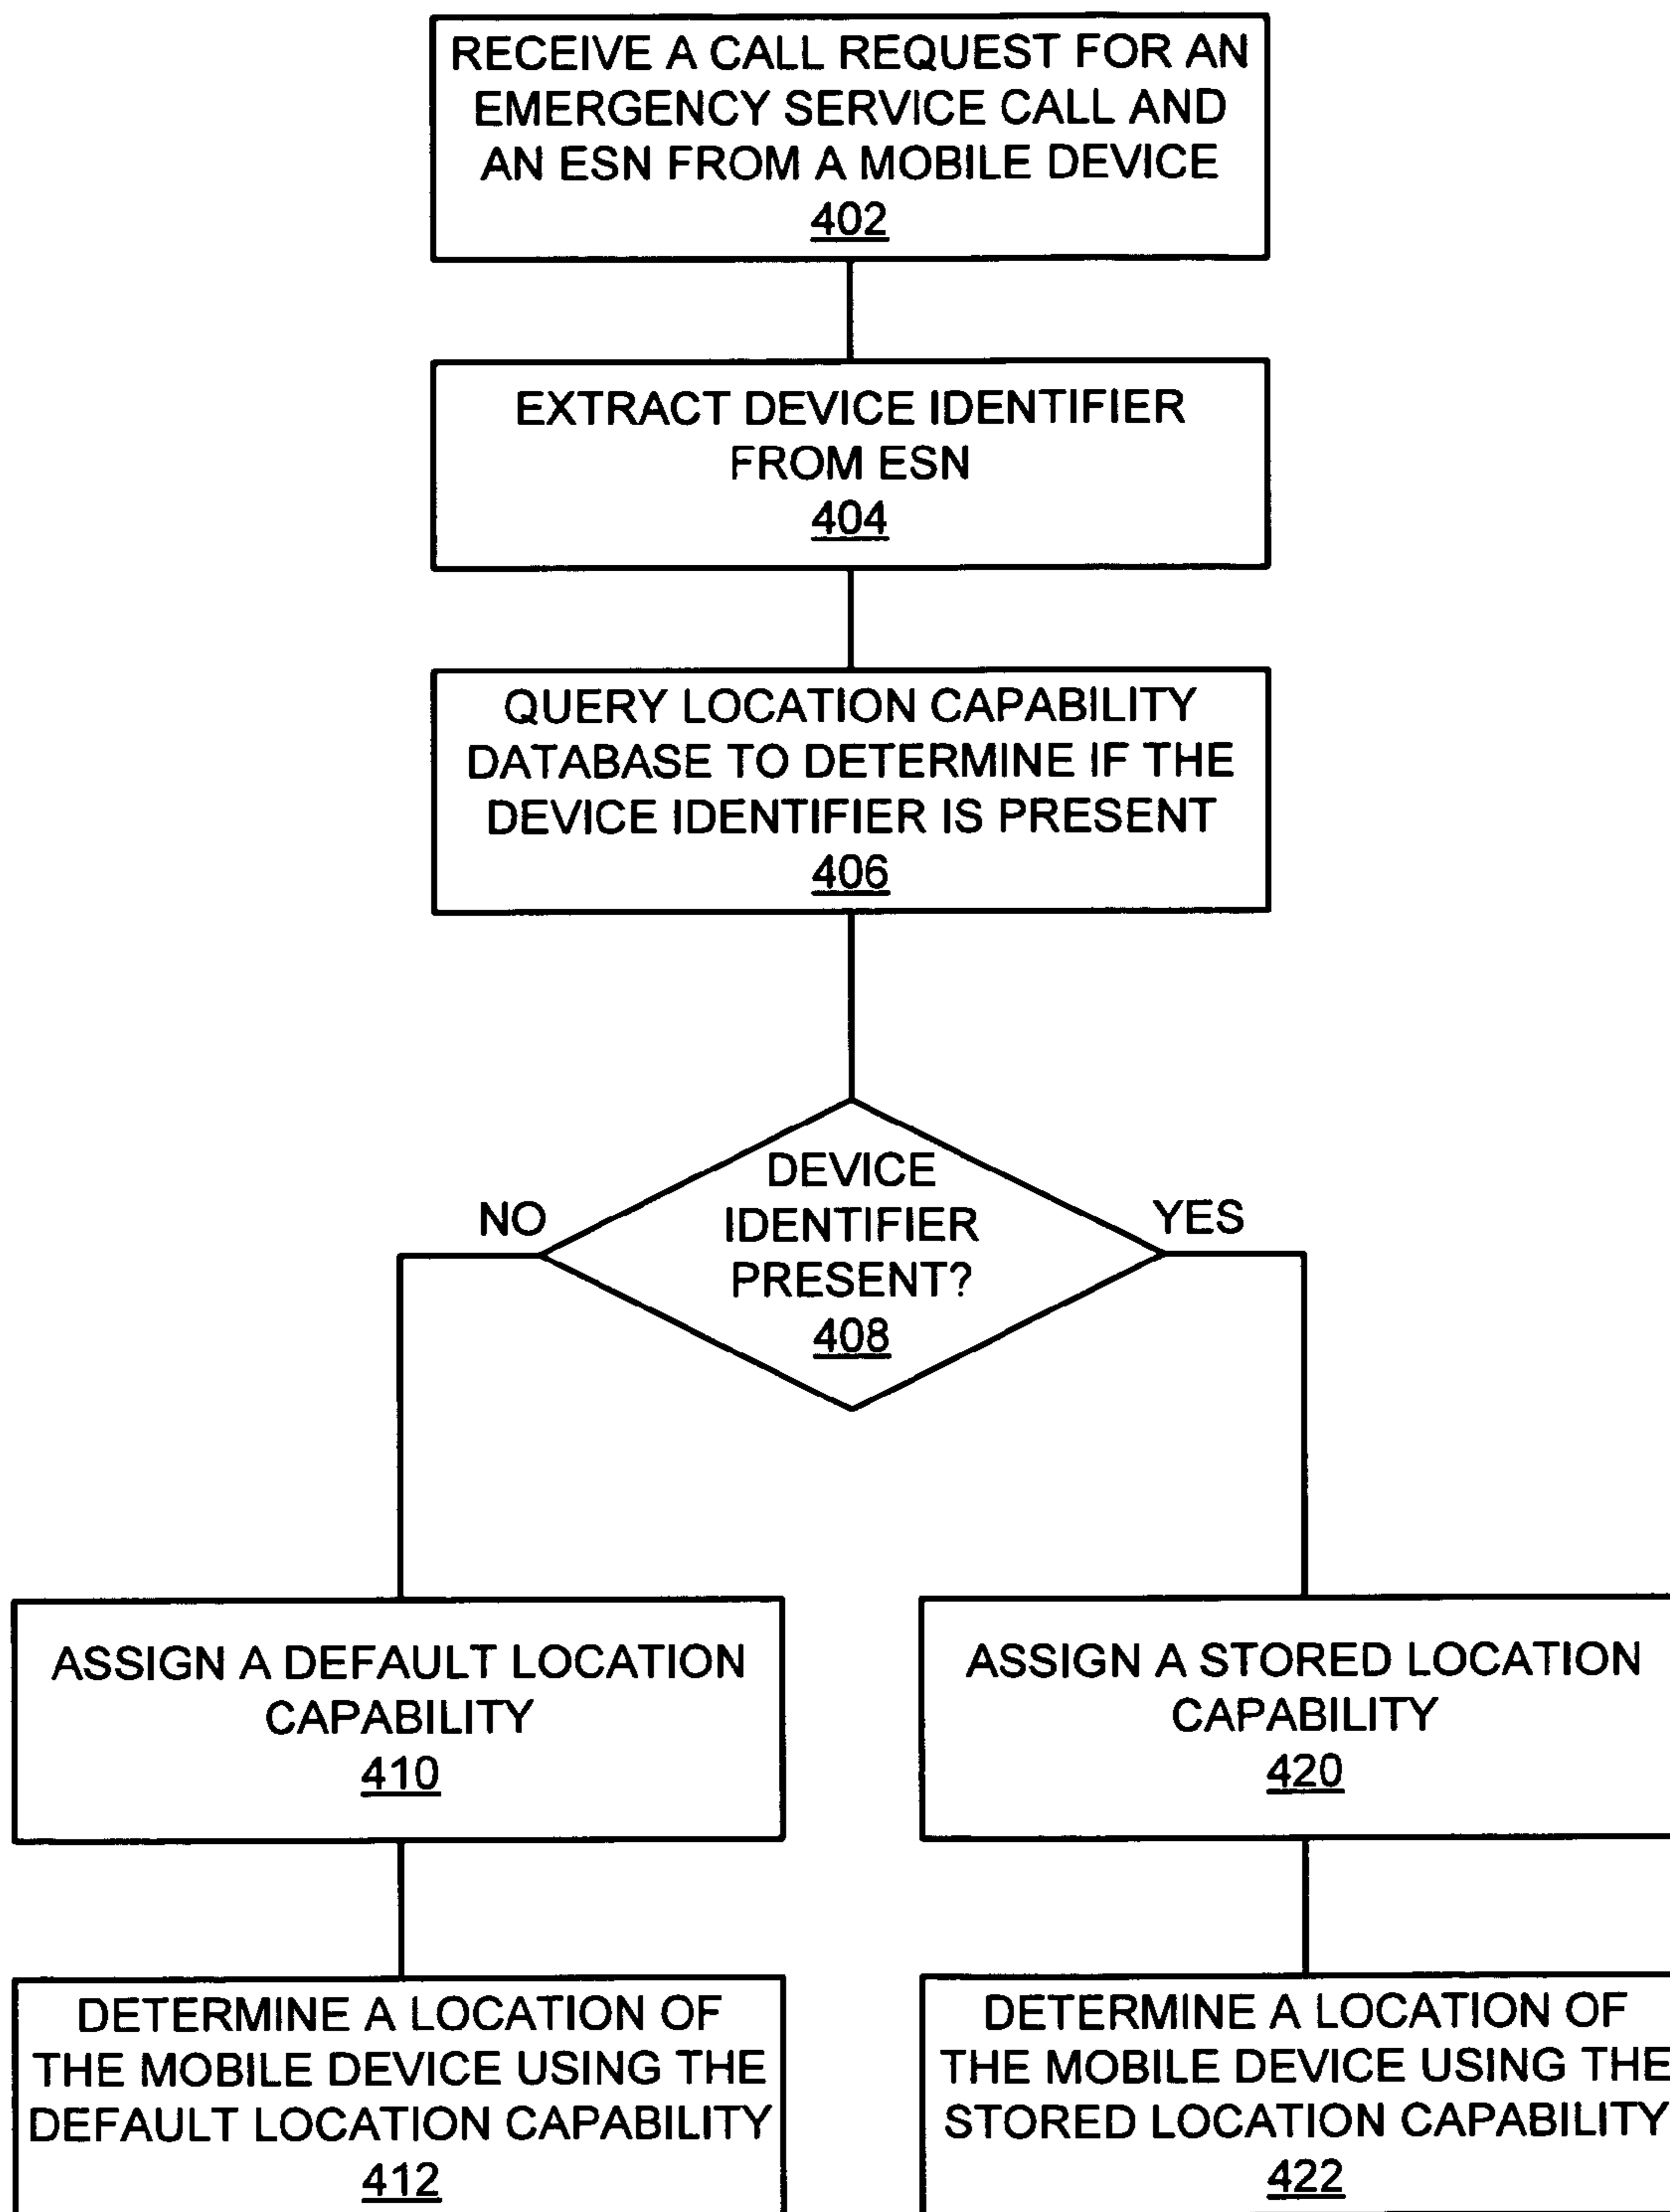 RECEIVE A CALL REQUEST FOR AN
EMERGENCY SERVICE CALL AND
AN ESN FROM A MOBILE DEVICE
402
EXTRACT DEVICE IDENTIFIER
FROM ESN
404
QUERY LOCATION CAPABILITY
DATABASE TO DETERMINE IF THE
DEVICE IDENTIFIER IS PRESENT
406
DEVICE
IDENTIFIER
PRESENT?
408
NO
YES
ASSIGN A DEFAULT LOCATION
CAPABILITY
410
ASSIGN A STORED LOCATION
CAPABILITY
420
DETERMINE A LOCATION OF
THE MOBILE DEVICE USING THE
DEFAULT LOCATION CAPABILITY
412
DETERMINE A LOCATION OF
THE MOBILE DEVICE USING THE
STORED LOCATION CAPABILITY
422